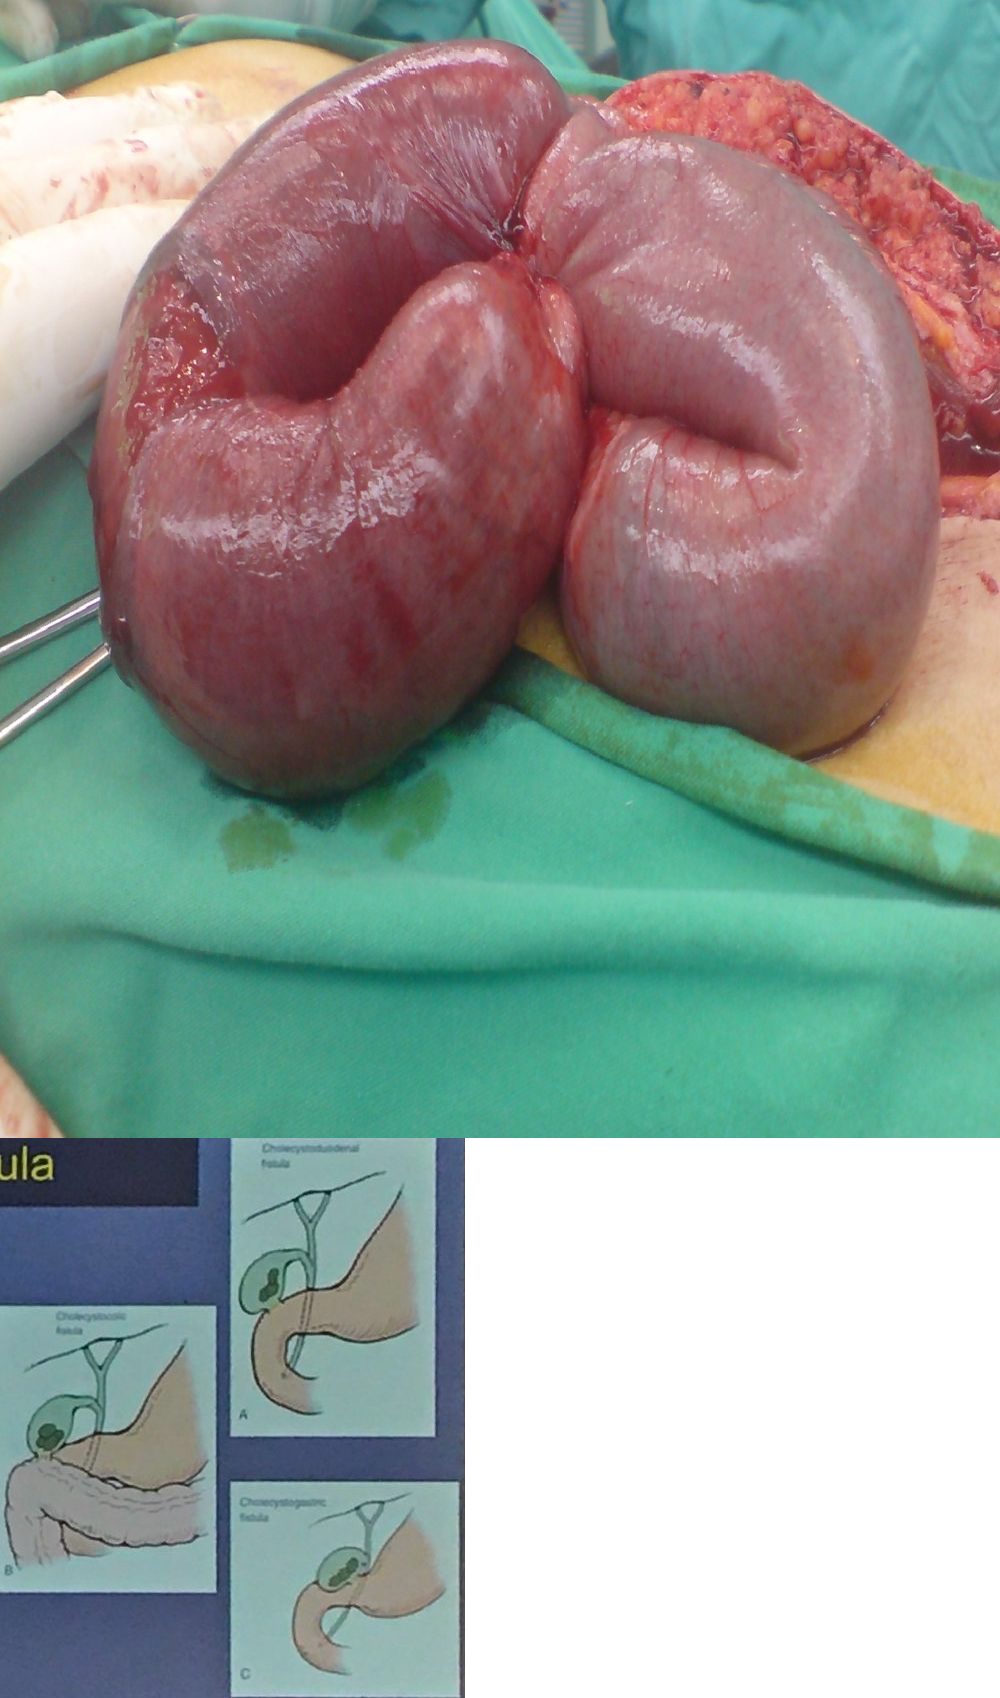 ula
Cholecystoduodenal
fistula
Cholecystocolic
fistula
A
Cholecystogastric
fistula
B
C